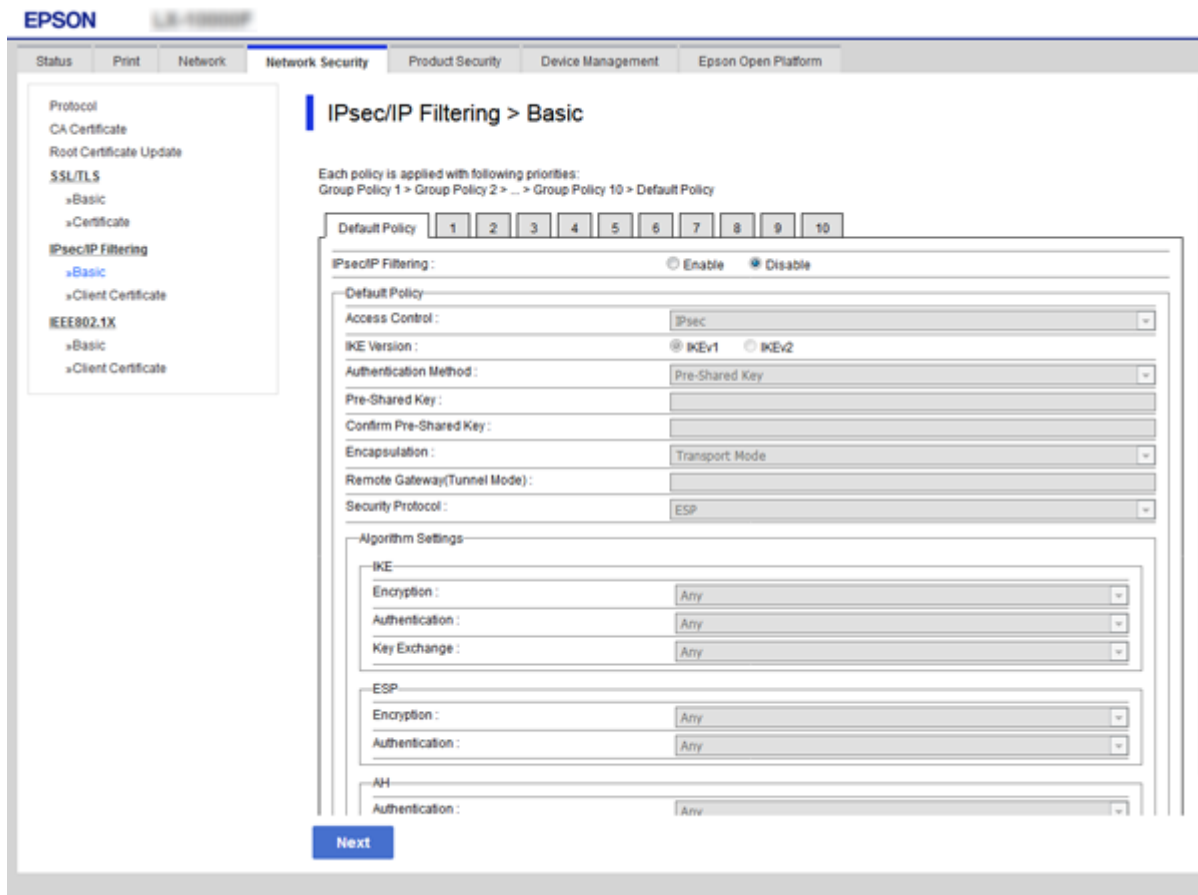 EPSON
Status Print Network Network Security Product Security Device Management Epson Open Platform
Protocol
CA Certificate
Root Certificate Update
SSL/TLS
»Basic
»Certificate
IPsec/IP Filtering
»Basic
»Client Certificate
IEEE802.1X
»Basic
»Client Certificate
IPsec/IP Filtering > Basic
Each policy is applied with following priorities:
Group Policy 1 > Group Policy 2 > ... > Group Policy 10 > Default Policy
Default Policy 1 2 3 4 5 6 7 8 9 10
IPsec/IP Filtering : Enable Disable
Default Policy
Access Control : IPsec
IKE Version : IKEv1 IKEv2
Authentication Method : Pre-Shared Key
Pre-Shared Key :
Confirm Pre-Shared Key :
Encapsulation : Transport Mode
Remote Gateway(Tunnel Mode) :
Security Protocol : ESP
Algorithm Settings
IKE
Encryption : Any
Authentication : Any
Key Exchange : Any
ESP
Encryption : Any
Authentication : Any
AH
Authentication : Any
Next